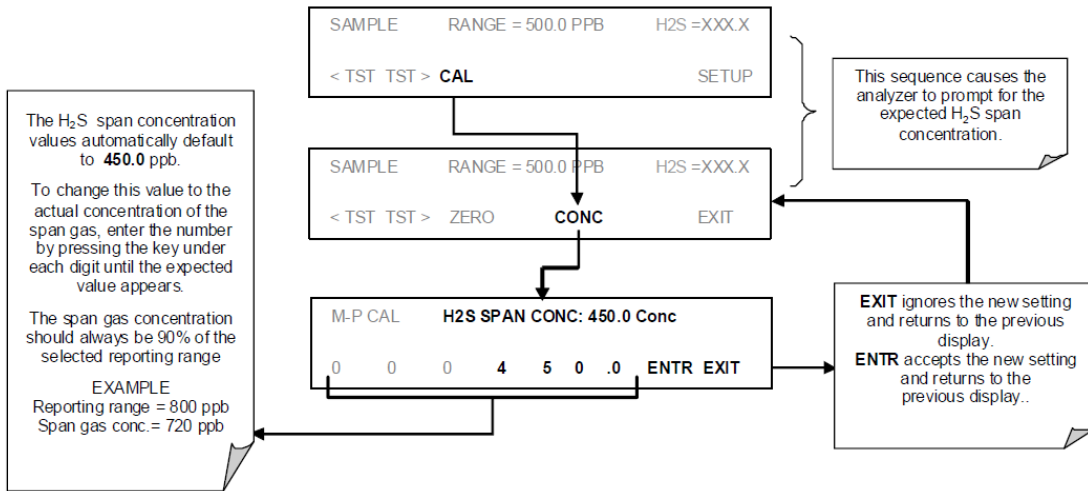 SAMPLE RANGE = 500.0 PPB H2S =XXX.X
< TST TST > CAL SETUP
This sequence causes the
analyzer to prompt for the
expected H₂S span
concentration.
The H₂S span concentration
values automatically default
to 450.0 ppb.
To change this value to the
actual concentration of the
span gas, enter the number
by pressing the key under
each digit until the expected
value appears.
The span gas concentration
should always be 90% of the
selected reporting range
EXAMPLE
Reporting range = 800 ppb
Span gas conc.= 720 ppb
SAMPLE RANGE = 500.0 PPB H2S =XXX.X
< TST TST > ZERO CONC EXIT
M-P CAL H2S SPAN CONC: 450.0 Conc
0 0 0 4 5 0 .0 ENTR EXIT
EXIT ignores the new setting
and returns to the previous
display.
ENTR accepts the new setting
and returns to the
previous display..